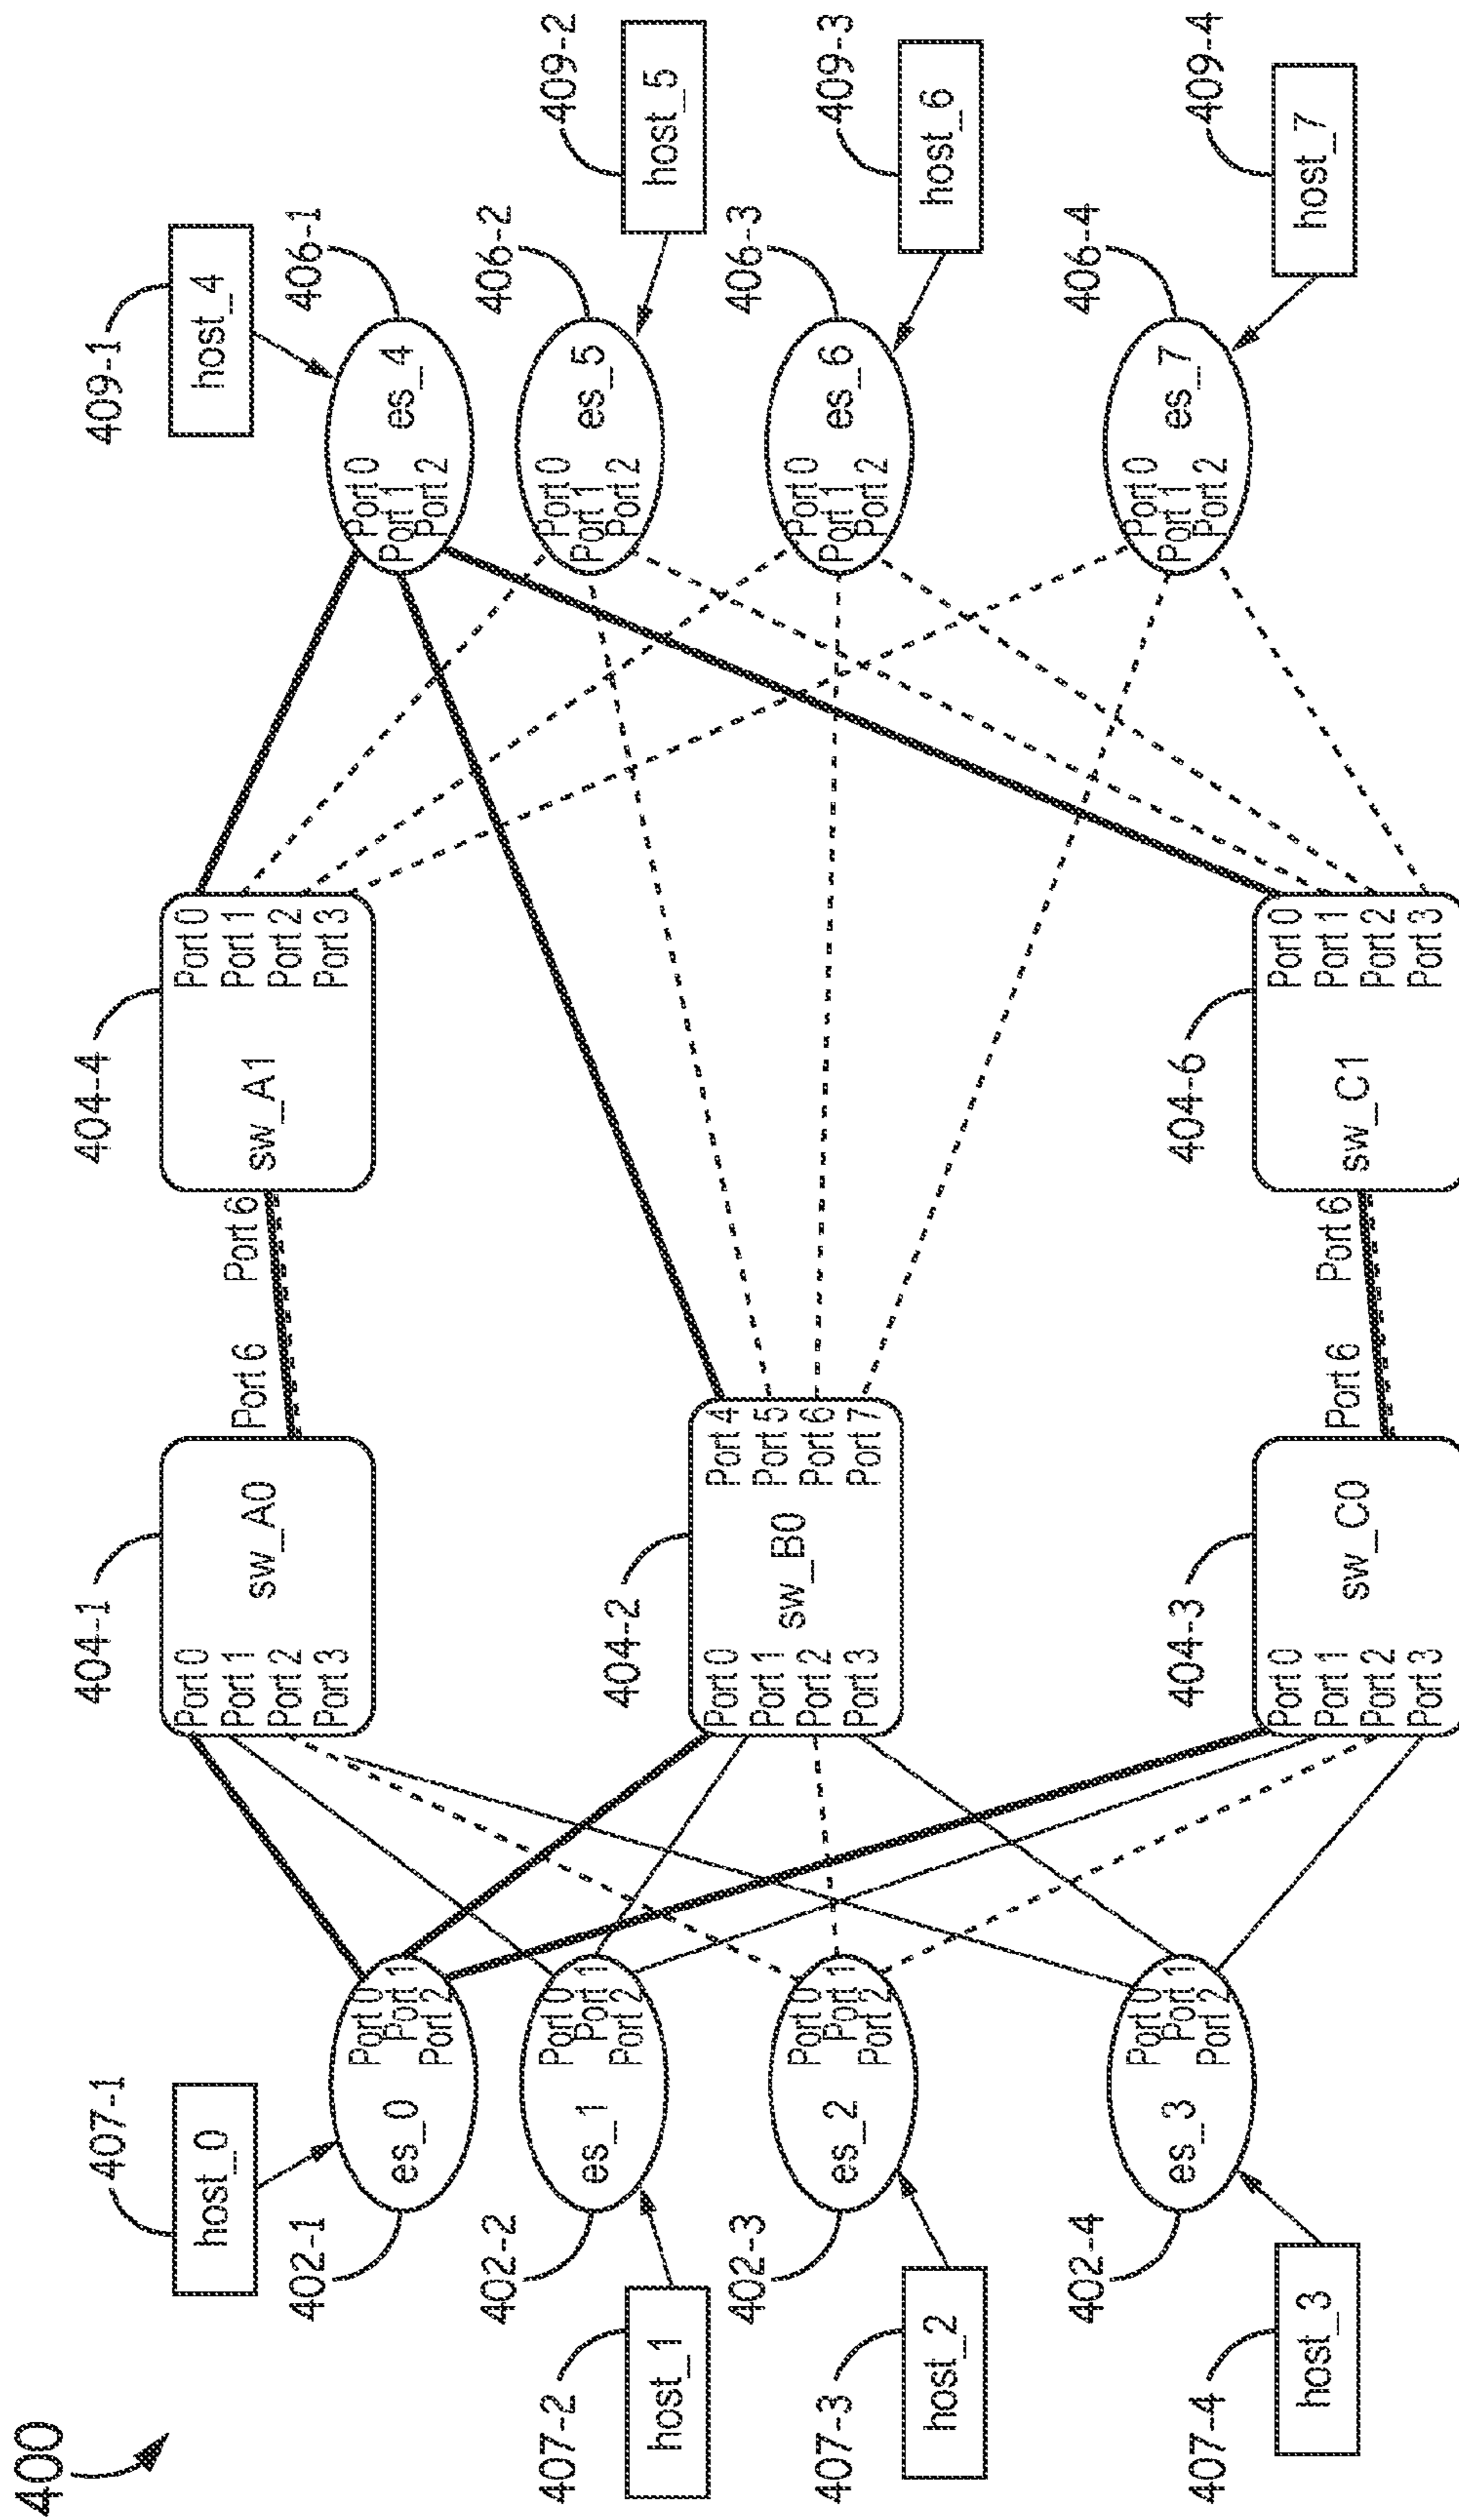 400
407-1
host_0
402-1
es_0
Port 0
Port 1
Port 2
407-2
host_1
402-2
es_1
Port 0
Port 1
Port 2
407-3
host_2
402-3
es_2
Port 0
Port 1
Port 2
407-4
host_3
402-4
es_3
Port 0
Port 1
Port 2
404-1
sw_A0
Port 0
Port 1
Port 2
Port 3
Port 6
404-2
sw_B0
Port 0
Port 1
Port 2
Port 3
Port 4
Port 5
Port 6
Port 7
404-3
sw_C0
Port 0
Port 1
Port 2
Port 3
Port 6
404-4
sw_A1
Port 6
Port 0
Port 1
Port 2
Port 3
404-6
sw_C1
Port 6
Port 0
Port 1
Port 2
Port 3
409-1
host_4
406-1
es_4
Port 0
Port 1
Port 2
409-2
host_5
406-2
es_5
Port 0
Port 1
Port 2
409-3
host_6
406-3
es_6
Port 0
Port 1
Port 2
409-4
host_7
406-4
es_7
Port 0
Port 1
Port 2